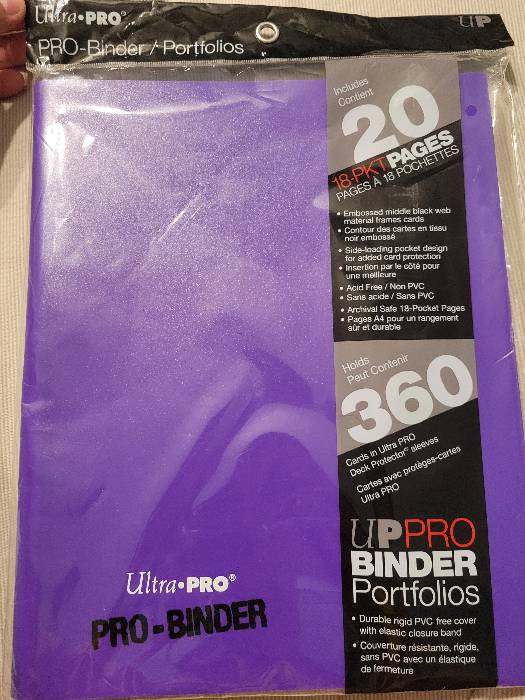 Ultra•PRO®
UP
PRO-Binder / Portfolios
Includes
Contient
20
18-PKT PAGES
PAGES À 18 POCHETTES
• Embossed middle black web
material frames cards
• Contour des cartes en tissu
noir embossé
• Side-loading pocket design
for added card protection
• Insertion par le côté pour
une meilleure
• Acid Free / Non PVC
• Sans acide / Sans PVC
• Archival Safe 18-Pocket Pages
• Pages A4 pour un rangement
sûr et durable
Holds
Peut Contenir
360
Cards in Ultra PRO
Deck Protector® sleeves
Cartes avec protèges-cartes
Ultra PRO
UPPRO
BINDER
Portfolios
• Durable rigid PVC free cover
with elastic closure band
• Couverture résistante, rigide,
sans PVC avec un élastique
de fermeture
Ultra•PRO®
PRO-BINDER